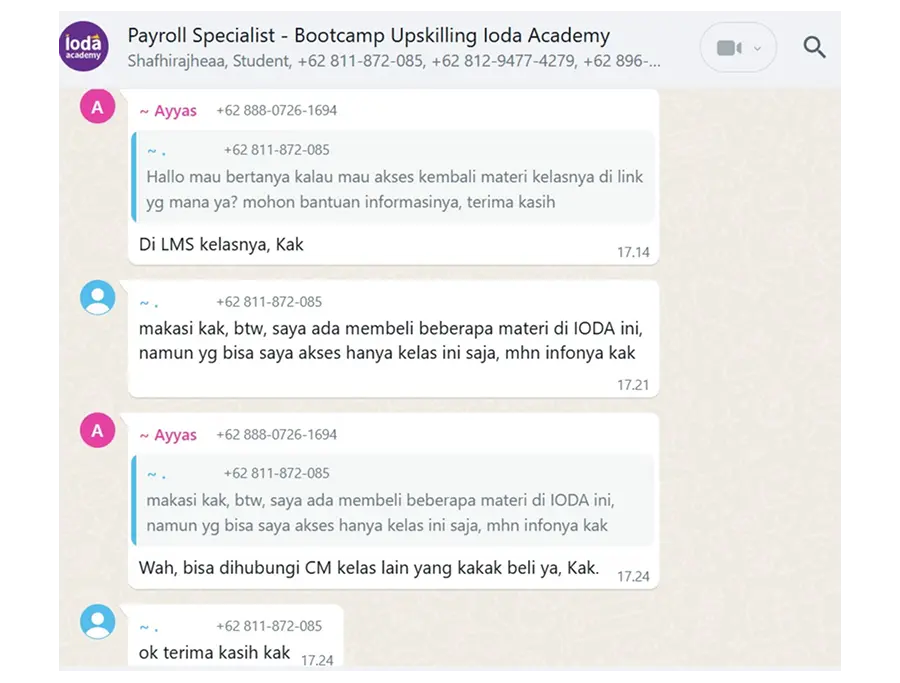 loda
academy
Payroll Specialist - Bootcamp Upskilling Ioda Academy
Shafhirajheaa, Student, +62 811-872-085, +62 812-9477-4279, +62 896-...
A
~ Ayyas +62 888-0726-1694
~ . +62 811-872-085
Hallo mau bertanya kalau mau akses kembali materi kelasnya di link
yg mana ya? mohon bantuan informasinya, terima kasih
Di LMS kelasnya, Kak
17.14
~ . +62 811-872-085
makasi kak, btw, saya ada membeli beberapa materi di IODA ini,
namun yg bisa saya akses hanya kelas ini saja, mhn infonya kak
17.21
A
~ Ayyas +62 888-0726-1694
~ . +62 811-872-085
makasi kak, btw, saya ada membeli beberapa materi di IODA ini,
namun yg bisa saya akses hanya kelas ini saja, mhn infonya kak
Wah, bisa dihubungi CM kelas lain yang kakak beli ya, Kak.
17.24
~ . +62 811-872-085
ok terima kasih kak 17.24